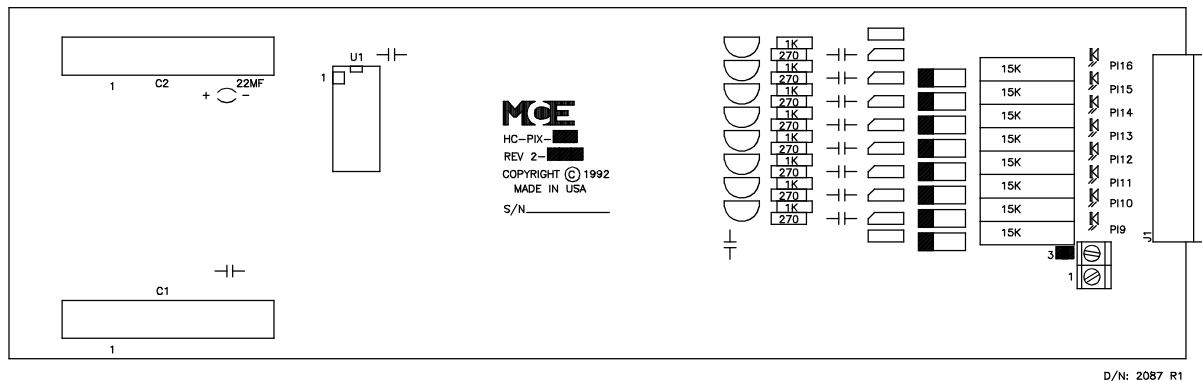 1
C2
22MF
+ -
U1
1
MCE
HC-PIX-
REV 2-
COPYRIGHT © 1992
MADE IN USA
S/N
C1
1
1K
270
1K
270
1K
270
1K
270
1K
270
1K
270
1K
270
1K
270
15K
15K
15K
15K
15K
15K
15K
15K
PI16
PI15
PI14
PI13
PI12
PI11
PI10
PI9
J1
3
1
D/N: 2087 R1